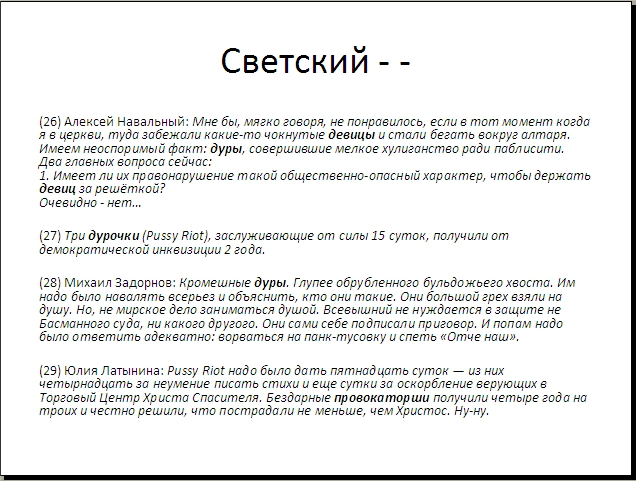 Светский - -
(26) Алексей Навальный: Мне бы, мягко говоря, не понравилось, если в тот момент когда
я в церкви, туда забежали какие-то чокнутые девицы и стали бегать вокруг алтаря.
Имеем неоспоримый факт: дуры, совершившие мелкое хулиганство ради паблисити.
Два главных вопроса сейчас:
1. Имеет ли их правонарушение такой общественно-опасный характер, чтобы держать
девиц за решёткой?
Очевидно - нет…
(27) Три дурочки (Pussy Riot), заслуживающие от силы 15 суток, получили от
демократической инквизиции 2 года.
(28) Михаил Задорнов: Кромешные дуры. Глупее обрубленного бульдожьего хвоста. Им
надо было навалять всерьез и объяснить, кто они такие. Они большой грех взяли на
душу. Но, не мирское дело заниматься душой. Всевышний не нуждается в защите не
Басманного суда, ни какого другого. Они сами себе подписали приговор. И попам надо
было ответить адекватно: ворваться на панк-тусовку и спеть «Отче наш».
(29) Юлия Латынина: Pussy Riot надо было дать пятнадцать суток — из них
четырнадцать за неумение писать стихи и еще сутки за оскорбление верующих в
Торговый Центр Христа Спасителя. Бездарные провокаторши получили четыре года на
троих и честно решили, что пострадали не меньше, чем Христос. Ну-ну.